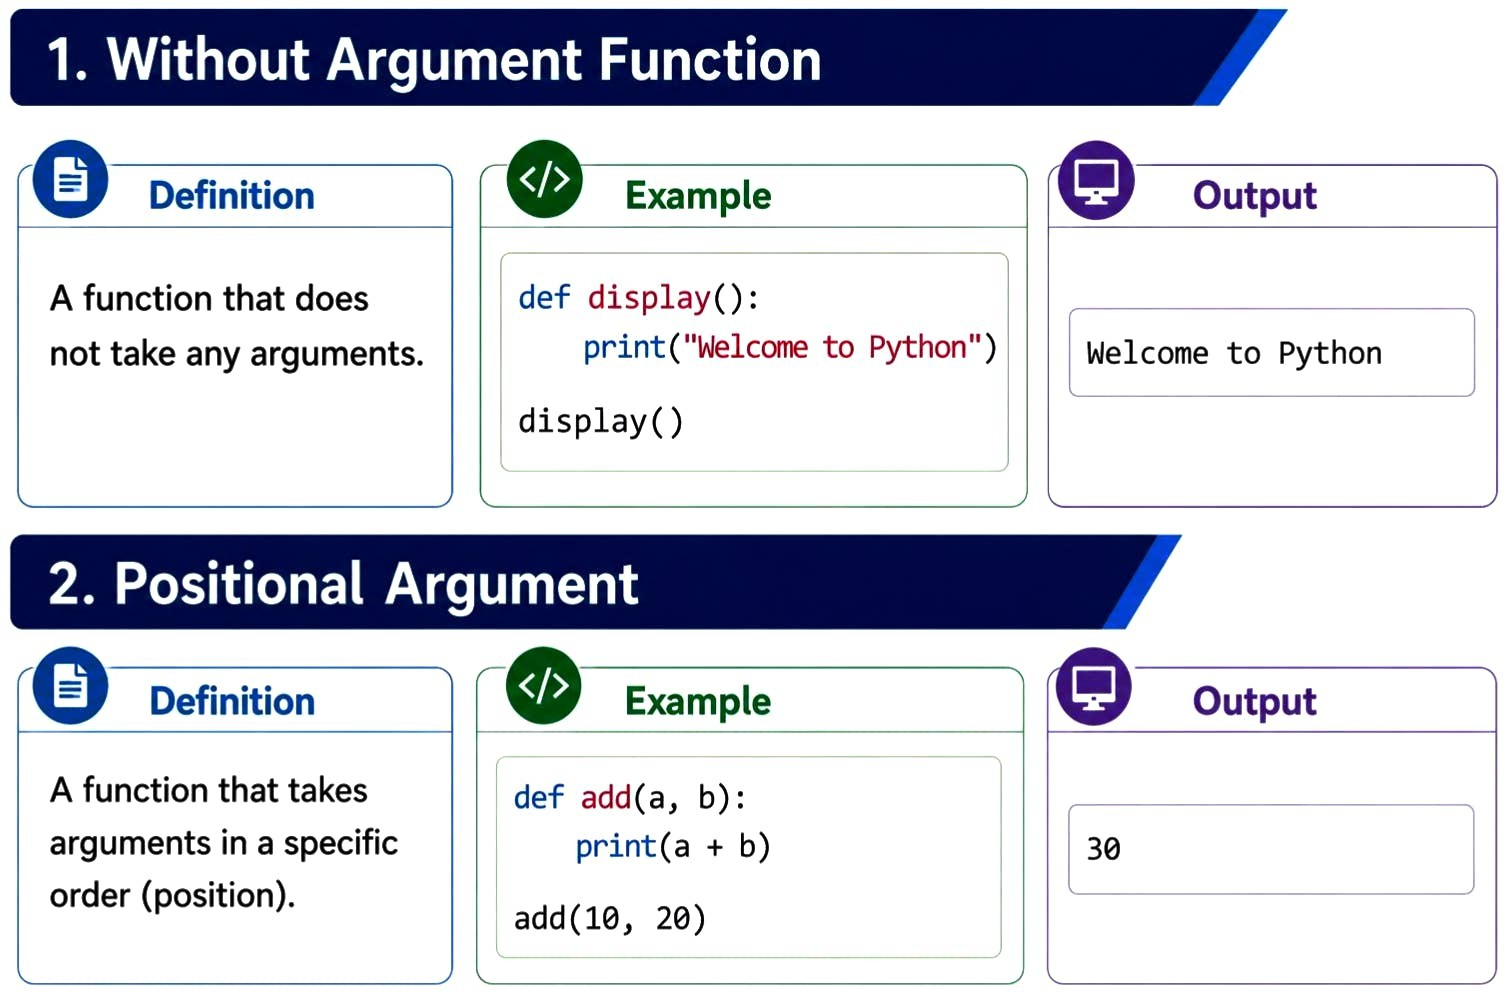 1. Without Argument Function
Definition
A function that does
not take any arguments.
Example
def display():
    print("Welcome to Python")
display()
Output
Welcome to Python
2. Positional Argument
Definition
A function that takes
arguments in a specific
order (position).
Example
def add(a, b):
    print(a + b)
add(10, 20)
Output
30